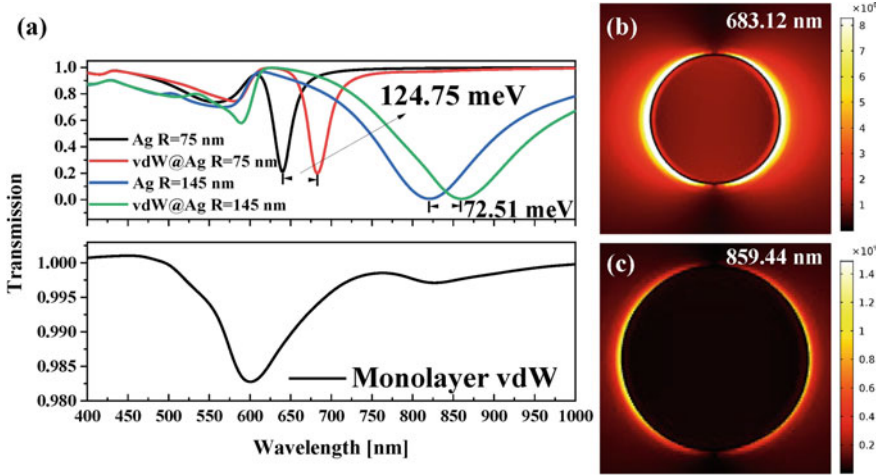 (a)
Transmission
1.0
0.8
0.6
0.4
0.2
0.0
124.75 meV
Ag R=75 nm
vdW@Ag R=75 nm
Ag R=145 nm
vdW@Ag R=145 nm
72.51 meV
1.000
0.995
0.990
0.985
0.980
Monolayer vdW
400 450 500 550 600 650 700 750 800 850 900 950 1000
Wavelength [nm]
(b)
683.12 nm
8
7
6
5
4
3
2
1
(c)
859.44 nm
1.4
1.2
1
0.8
0.6
0.4
0.2